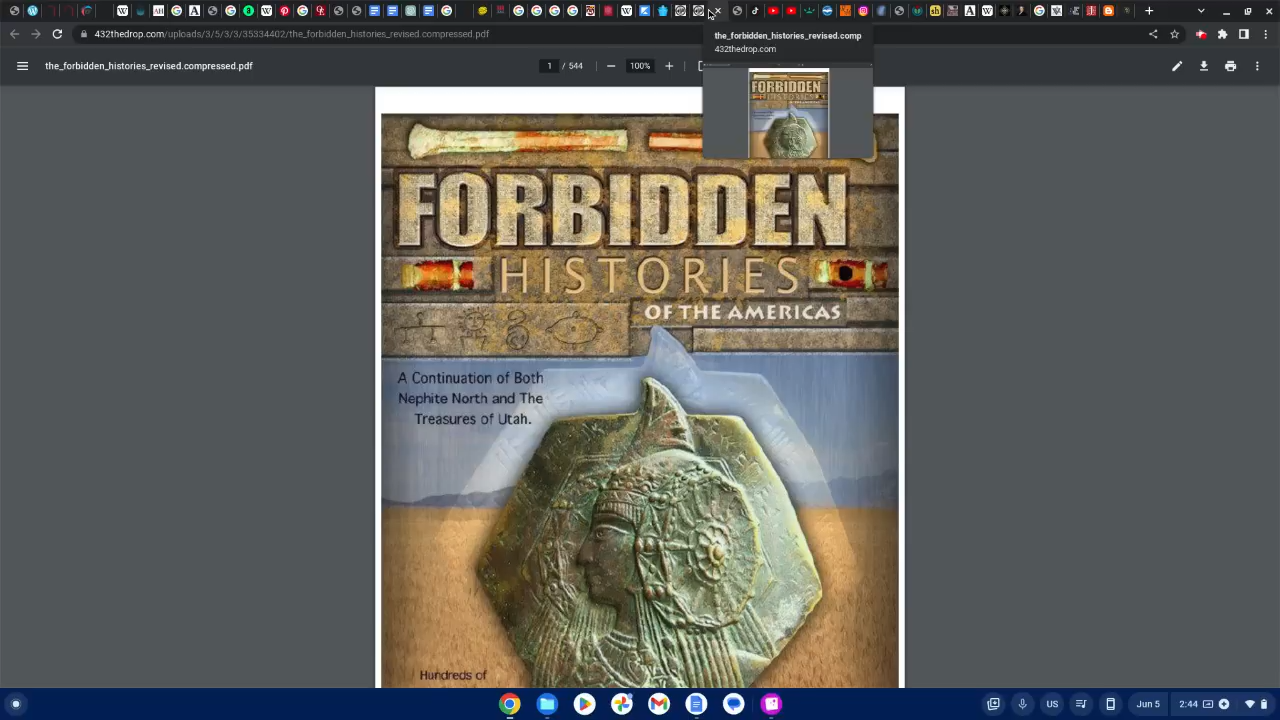 the_forbidden_histories_revised.comp
432thedrop.com
432thedrop.com/uploads/3/5/3/3/35334402/the_forbidden_histories_revised.compressed.pdf
the_forbidden_histories_revised.compressed.pdf
1 / 544
100%
FORBIDDEN
HISTORIES
OF THE AMERICAS
A Continuation of Both
Nephite North and The
Treasures of Utah.
Hundreds of
US
Jun 5
2:44